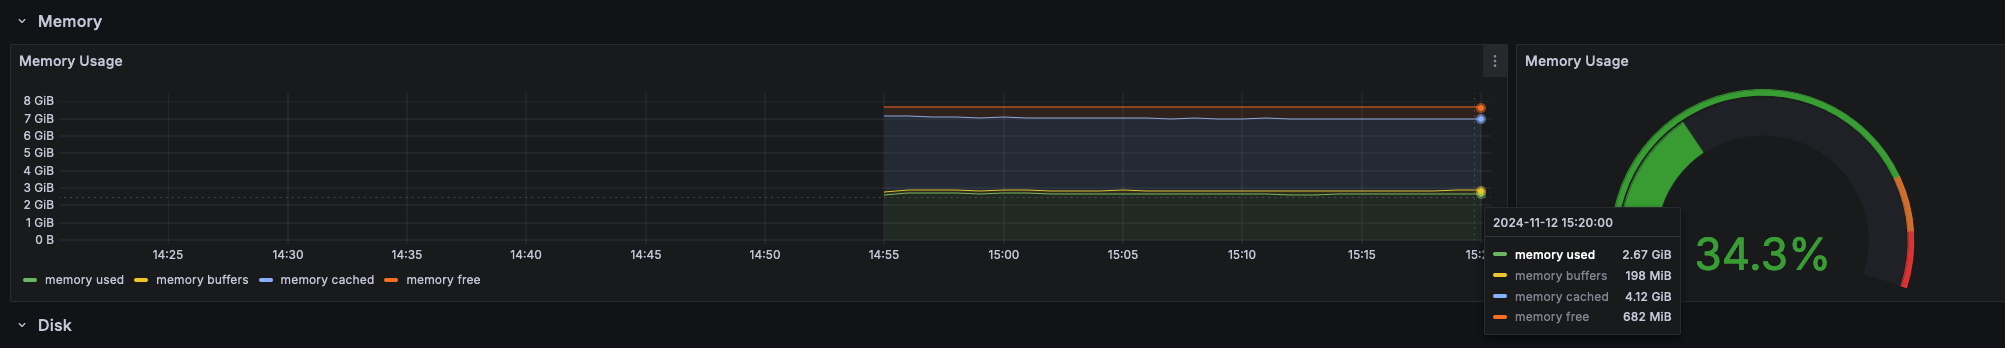 Memory
Memory Usage
8 GiB
7 GiB
6 GiB
5 GiB
4 GiB
3 GiB
2 GiB
1 GiB
0 B
14:25 14:30 14:35 14:40 14:45 14:50 14:55 15:00 15:05 15:10 15:15 15:2
memory used memory buffers memory cached memory free
Memory Usage
34.3%
2024-11-12 15:20:00
memory used 2.67 GiB
memory buffers 198 MiB
memory cached 4.12 GiB
memory free 682 MiB
Disk